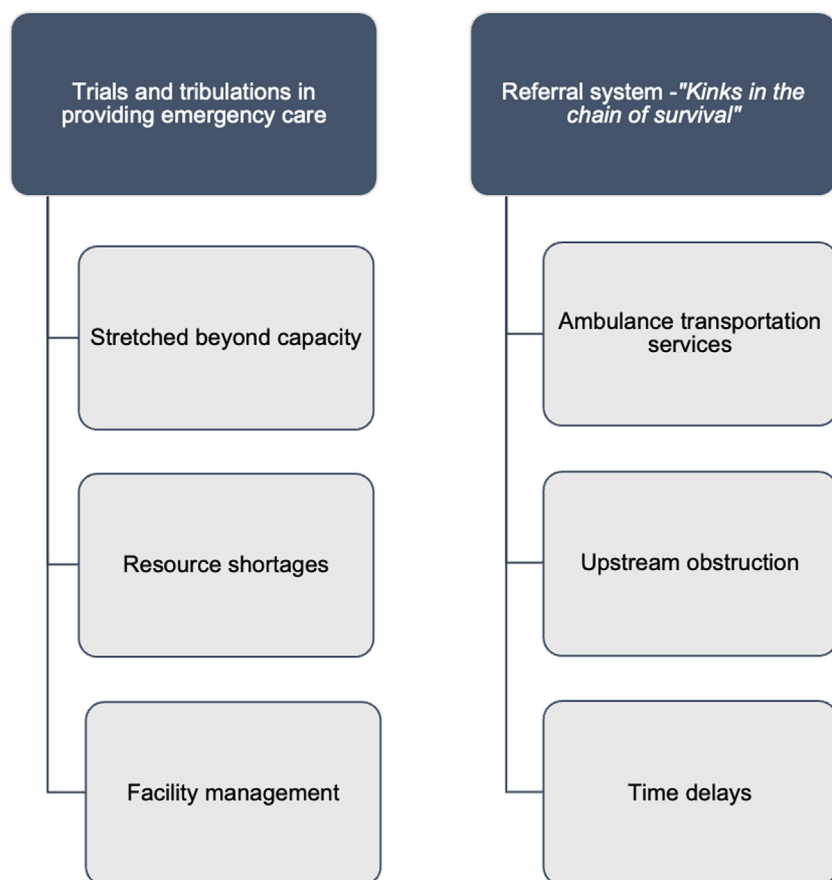 Trials and tribulations in
providing emergency care
Stretched beyond capacity
Resource shortages
Facility management
Referral system -"Kinks in the
chain of survival"
Ambulance transportation
services
Upstream obstruction
Time delays